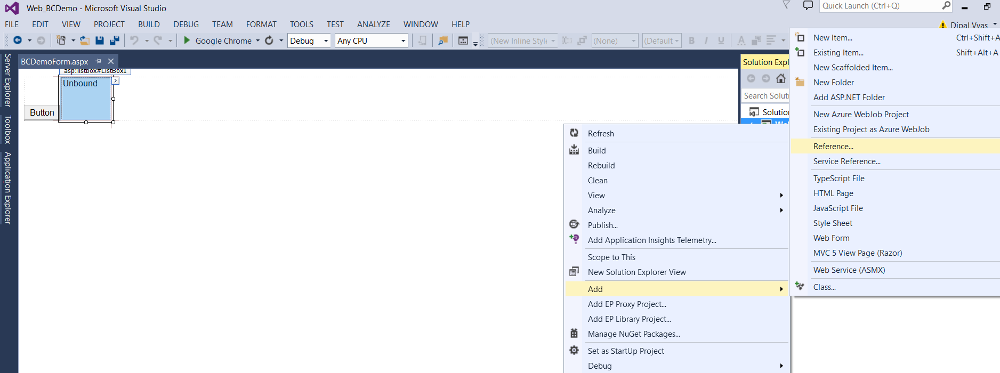 Web_BCDemo - Microsoft Visual Studio
Quick Launch (Ctrl+Q)
FILE EDIT VIEW PROJECT BUILD DEBUG TEAM FORMAT TOOLS TEST ANALYZE WINDOW HELP
Dipal Vyas
Google Chrome Debug Any CPU (New Inline Style (None) (Default B I U A
Server Explorer
Toolbox
Application Explorer
BCDemoForm.aspx
asp:listbox#ListBox1
Unbound
Button
Solution Expl
Search Soluti
Solution
Web
Refresh
Build
Rebuild
Clean
View
Analyze
Publish...
Add Application Insights Telemetry...
Scope to This
New Solution Explorer View
Add
Add EP Proxy Project...
Add EP Library Project...
Manage NuGet Packages...
Set as StartUp Project
Debug
New Item... Ctrl+Shift+A
Existing Item... Shift+Alt+A
New Scaffolded Item...
New Folder
Add ASP.NET Folder
New Azure WebJob Project
Existing Project as Azure WebJob
Reference...
Service Reference...
TypeScript File
HTML Page
JavaScript File
Style Sheet
Web Form
MVC 5 View Page (Razor)
Web Service (ASMX)
Class...